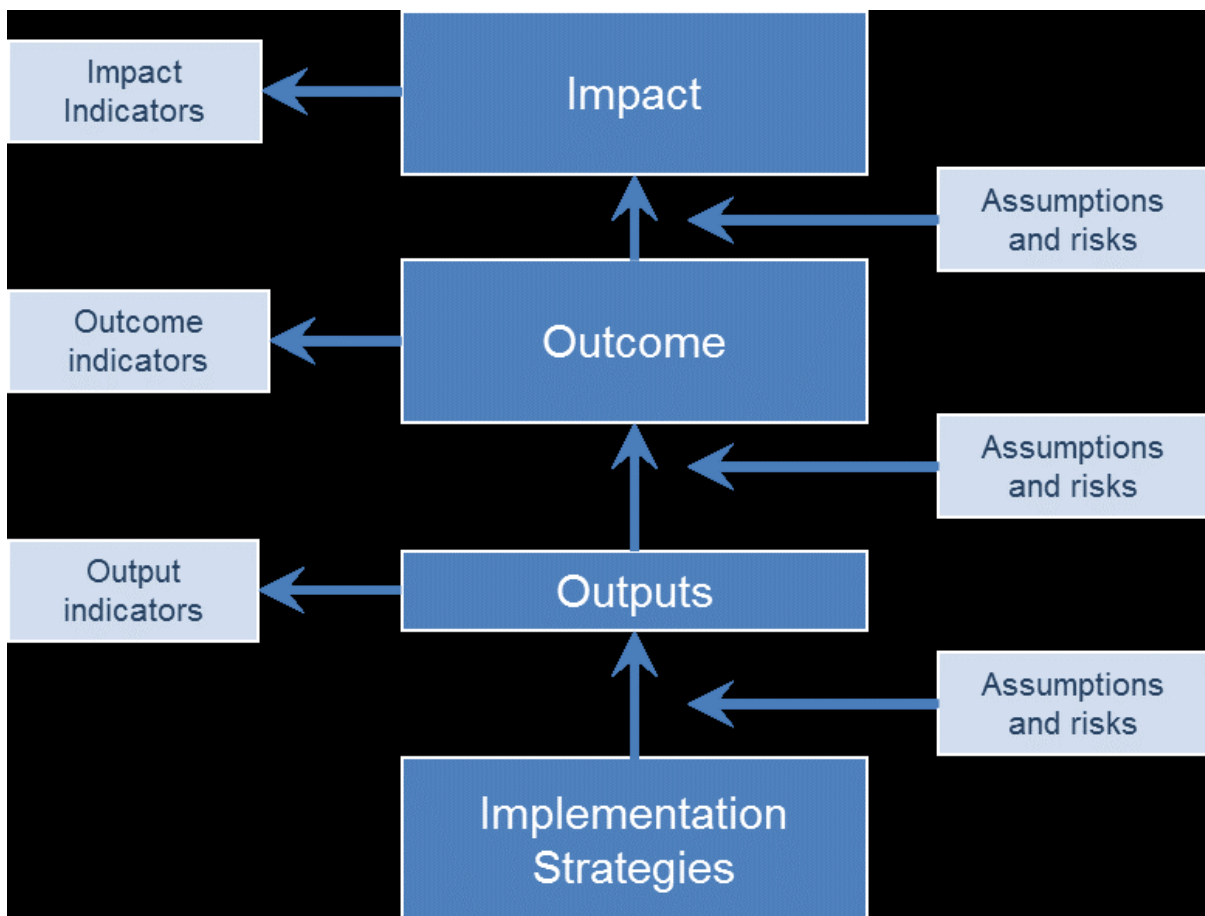 Impact
Indicators
Impact
Assumptions
and risks
Outcome
indicators
Outcome
Assumptions
and risks
Output
indicators
Outputs
Assumptions
and risks
Implementation
Strategies